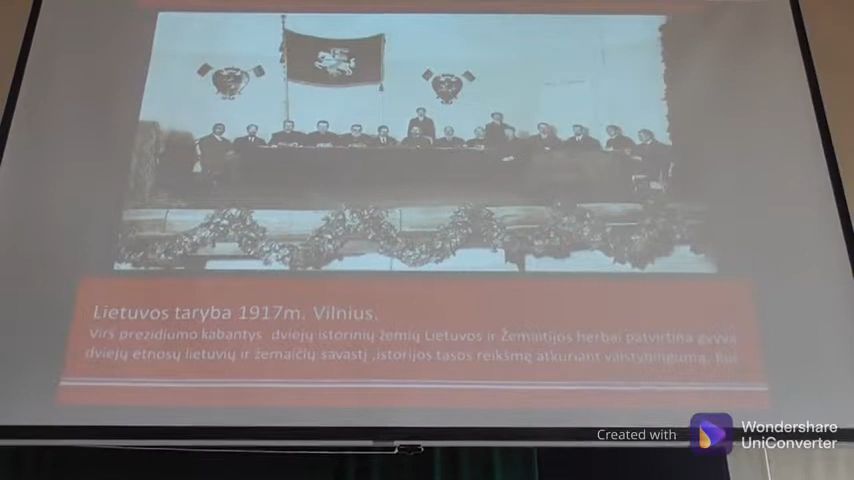 Lietuvos taryba 1917m. Vilnius.
Virš prezidiumo kabantys dviejų istorinių žemių Lietuvos ir Žemaitijos herbai patvirtina gyvvą
dviejų etnosų lietuvių ir žemaičių savastį ,istorijos tąsos reikšmę atkuriant valstybingumą.
Created with
Wondershare
UniConverter